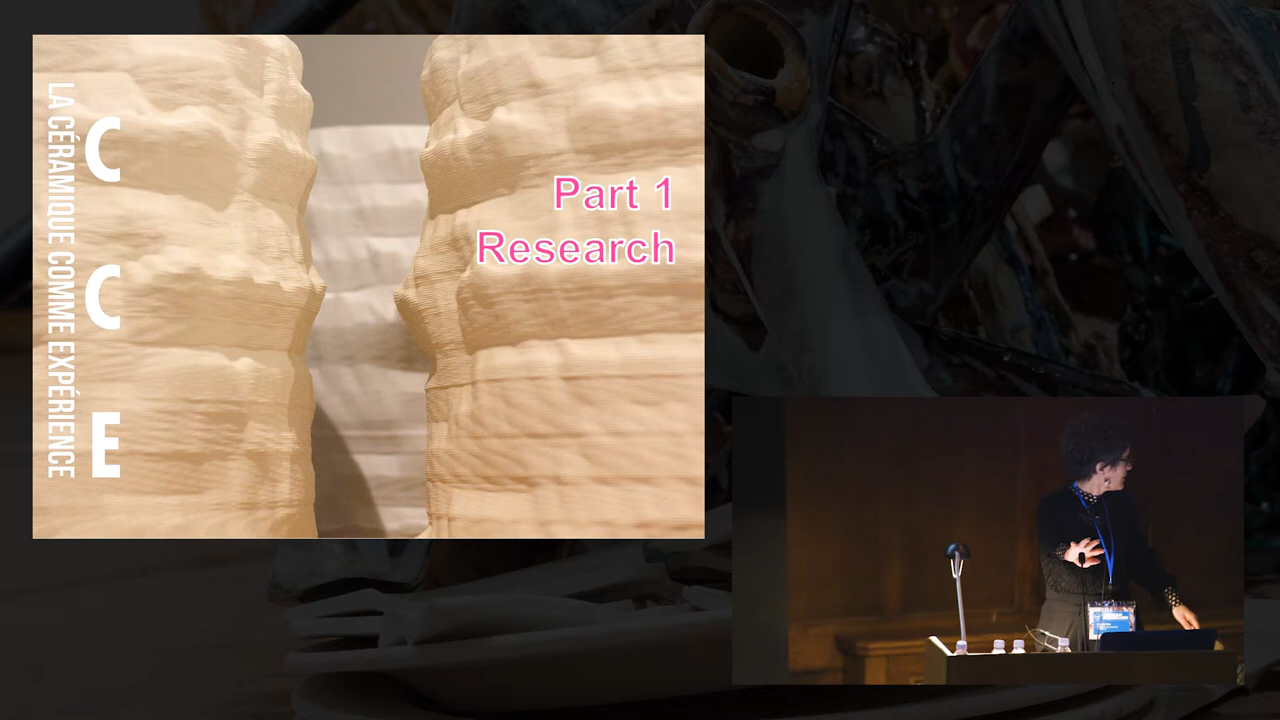 LA CÉRAMIQUE COMME EXPÉRIENCE
C
C
E
Part 1
Research